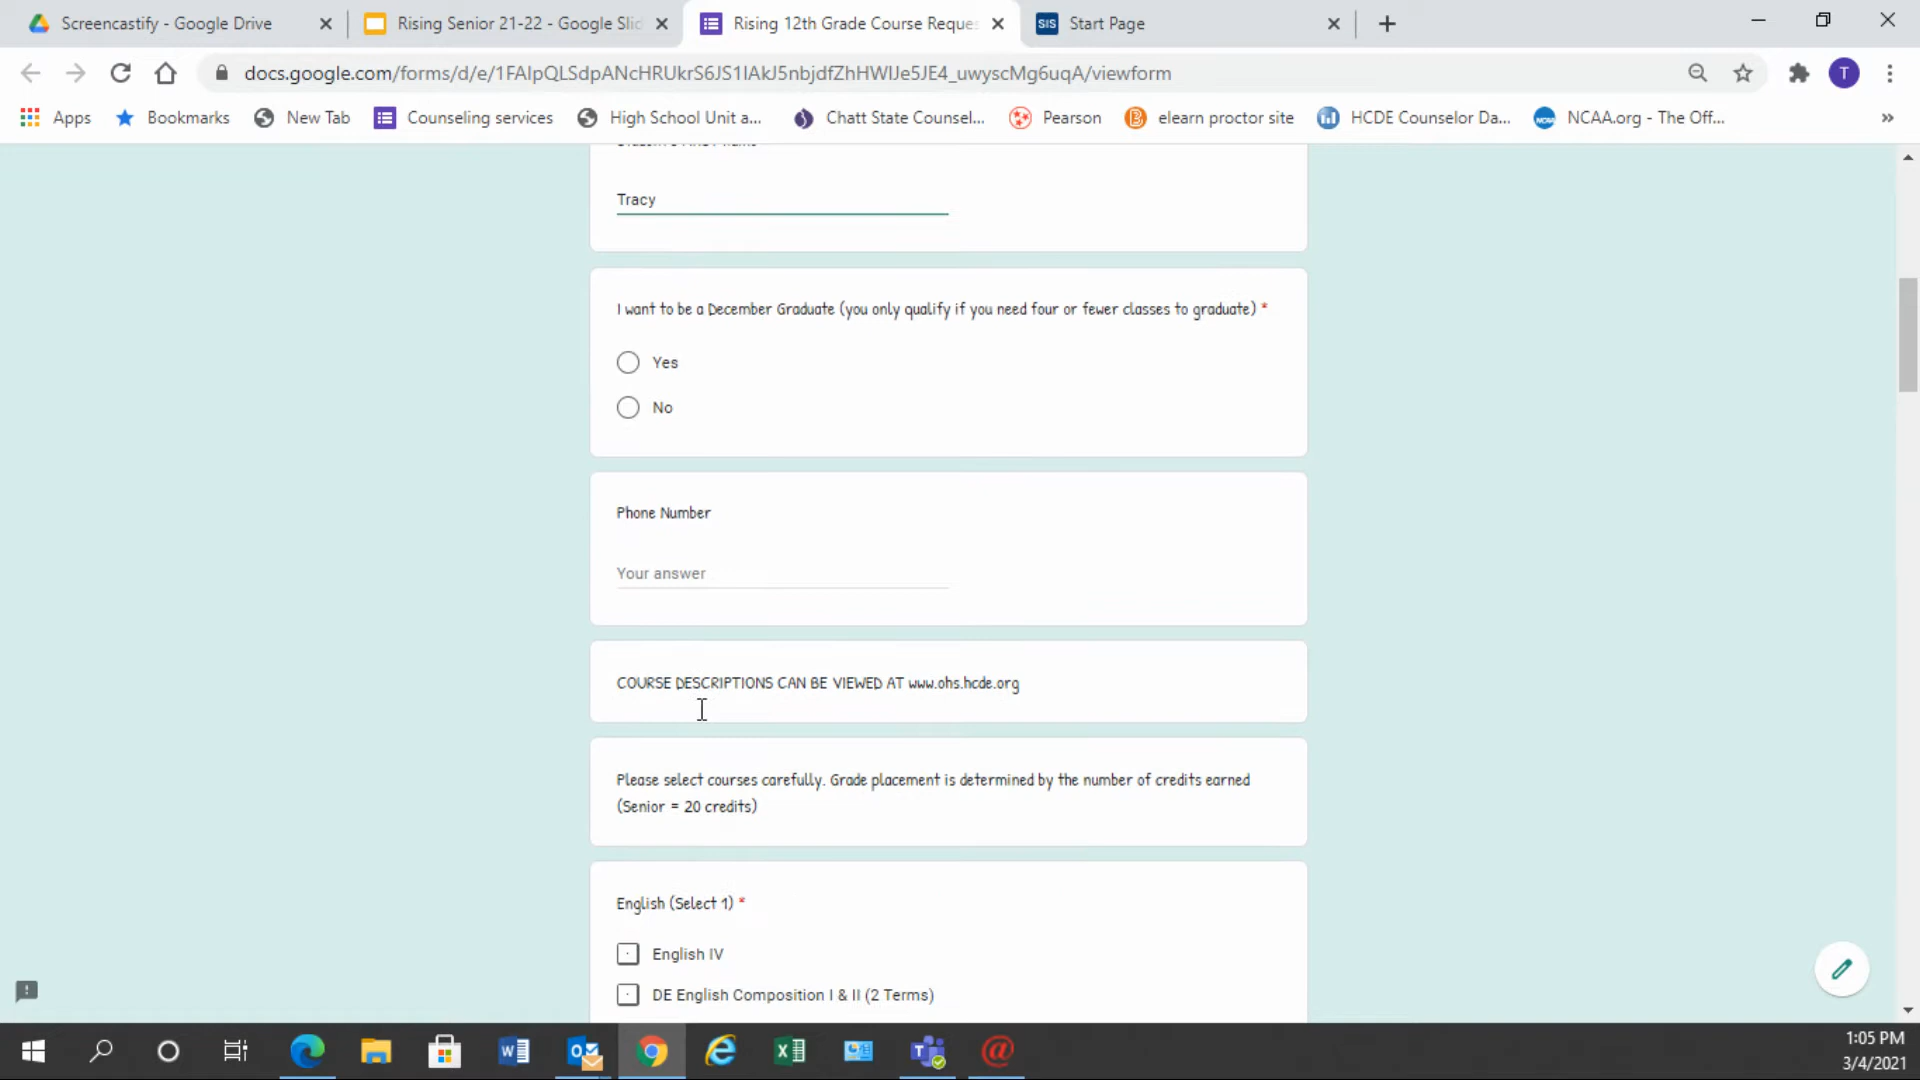 Screencastify - Google Drive
Rising Senior 21-22 - Google Slid
Rising 12th Grade Course Reques
SIS Start Page
docs.google.com/forms/d/e/1FAIpQLSdpANcHRUkrS6JS1IAkJ5nbjdfZhHWIJe5JE4_uwyscMg6uqA/viewform
T
Apps
Bookmarks
New Tab
Counseling services
High School Unit a...
Chatt State Counsel...
Pearson
elearn proctor site
HCDE Counselor Da...
NCAA.org - The Off...
»
Tracy
I want to be a December Graduate (you only qualify if you need four or fewer classes to graduate) *
Yes
No
Phone Number
Your answer
COURSE DESCRIPTIONS CAN BE VIEWED AT www.ohs.hcde.org
Please select courses carefully. Grade placement is determined by the number of credits earned
(Senior = 20 credits)
English (Select 1) *
English IV
DE English Composition I & II (2 Terms)
1:05 PM
3/4/2021